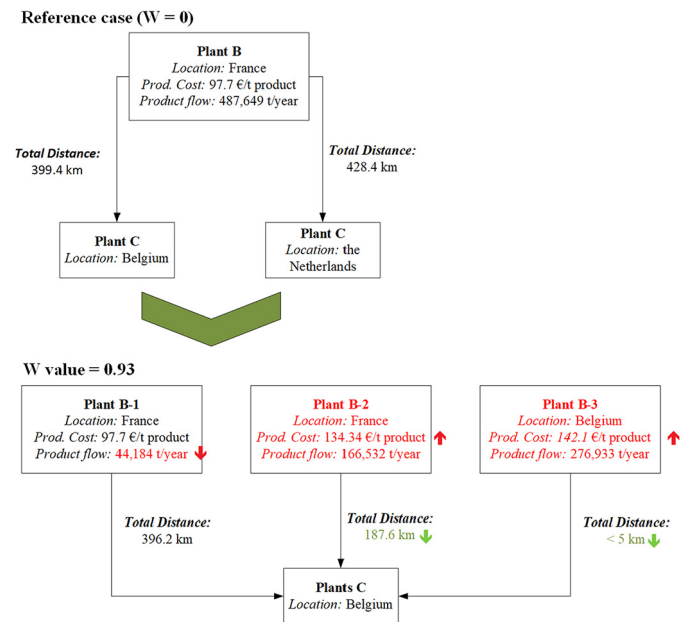 Reference case (W = 0)
Plant B
Location: France
Prod. Cost: 97.7 €/t product
Product flow: 487,649 t/year
Total Distance:
399.4 km
Total Distance:
428.4 km
Plant C
Location: Belgium
Plant C
Location: the
Netherlands
W value = 0.93
Plant B-1
Location: France
Prod. Cost: 97.7 €/t product
Product flow: 44,184 t/year
Plant B-2
Location: France
Prod. Cost: 134.34 €/t product
Product flow: 166,532 t/year
Plant B-3
Location: Belgium
Prod. Cost: 142.1 €/t product
Product flow: 276,933 t/year
Total Distance:
396.2 km
Total Distance:
187.6 km
Total Distance:
< 5 km
Plants C
Location: Belgium